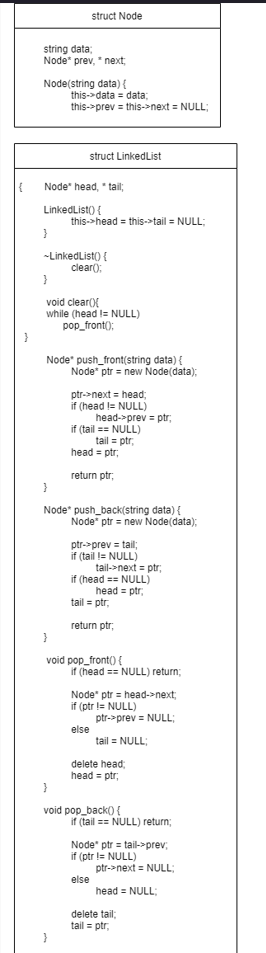 struct Node
string data;
Node* prev, * next;
Node(string data) {
this->data = data;
this->prev = this->next = NULL;
struct LinkedList
{ Node* head, * tail;
LinkedList() {
this->head = this->tail = NULL;
}
~LinkedList() {
clear();
}
void clear(){
while (head != NULL)
pop_front();
}
Node* push_front(string data) {
Node* ptr = new Node(data);
ptr->next = head;
if (head != NULL)
head->prev = ptr;
if (tail == NULL)
tail = ptr;
head = ptr;
return ptr;
}
Node* push_back(string data) {
Node* ptr = new Node(data);
ptr->prev = tail;
if (tail != NULL)
tail->next = ptr;
if (head == NULL)
head = ptr;
tail = ptr;
return ptr;
}
void pop_front() {
if (head == NULL) return;
Node* ptr = head->next;
if (ptr != NULL)
ptr->prev = NULL;
else
tail = NULL;
delete head;
head = ptr;
}
void pop_back() {
if (tail == NULL) return;
Node* ptr = tail->prev;
if (ptr != NULL)
ptr->next = NULL;
else
head = NULL;
delete tail;
tail = ptr;
}